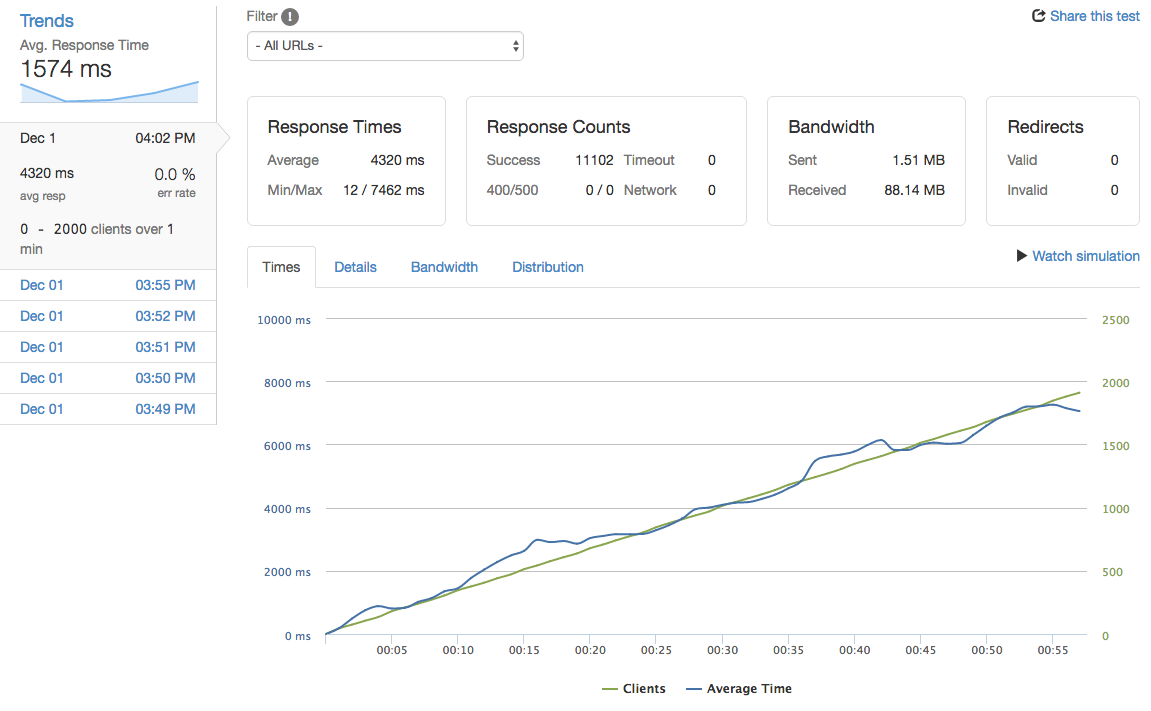 Trends
Avg. Response Time
1574 ms
Dec 1 04:02 PM
4320 ms 0.0 %
avg resp err rate
0 - 2000 clients over 1
min
Dec 01 03:55 PM
Dec 01 03:52 PM
Dec 01 03:51 PM
Dec 01 03:50 PM
Dec 01 03:49 PM
Filter !
Share this test
- All URLs -
Response Times
Average 4320 ms
Min/Max 12 / 7462 ms
Response Counts
Success 11102 Timeout 0
400/500 0 / 0 Network 0
Bandwidth
Sent 1.51 MB
Received 88.14 MB
Redirects
Valid 0
Invalid 0
Times Details Bandwidth Distribution
Watch simulation
10000 ms 2500
8000 ms 2000
6000 ms 1500
4000 ms 1000
2000 ms 500
0 ms 0
00:05 00:10 00:15 00:20 00:25 00:30 00:35 00:40 00:45 00:50 00:55
Clients Average Time